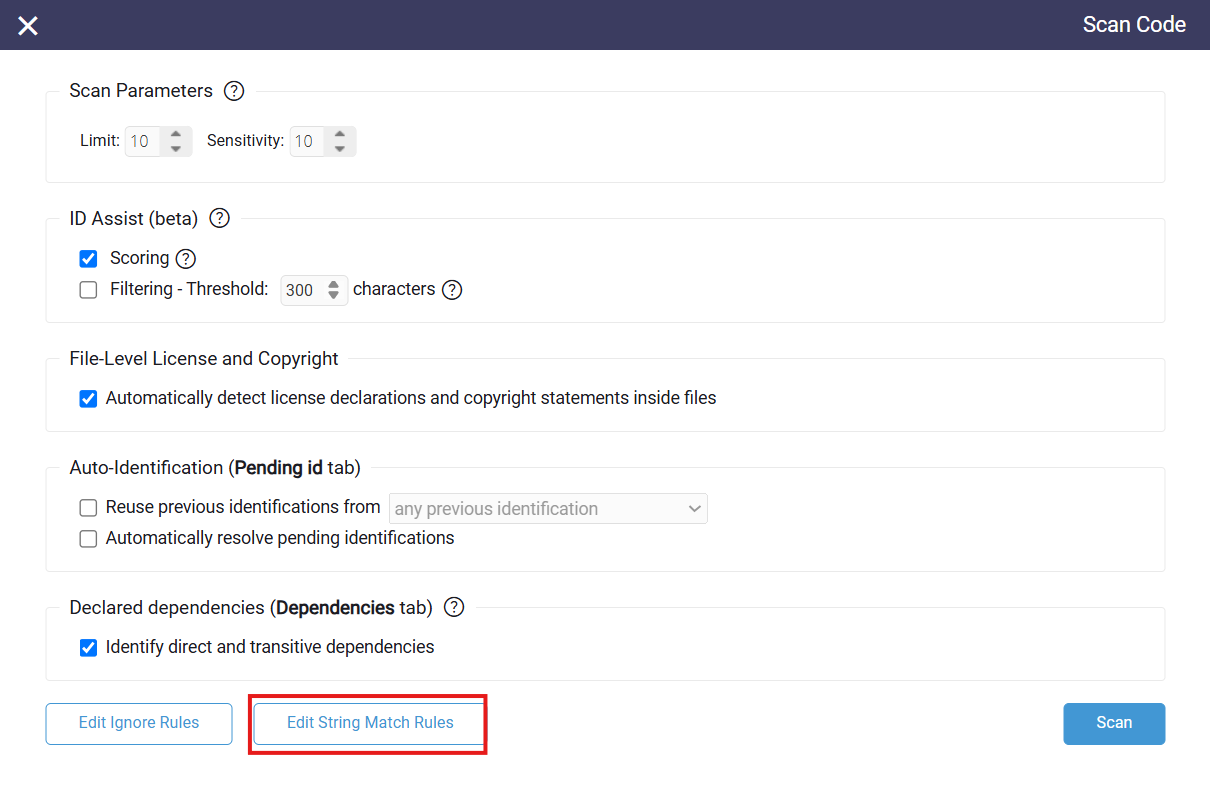 Scan Code
Scan Parameters ?
Limit: 10 Sensitivity: 10
ID Assist (beta) ?
Scoring ?
Filtering - Threshold: 300 characters ?
File-Level License and Copyright
Automatically detect license declarations and copyright statements inside files
Auto-Identification (Pending id tab)
Reuse previous identifications from any previous identification
Automatically resolve pending identifications
Declared dependencies (Dependencies tab) ?
Identify direct and transitive dependencies
Edit Ignore Rules Edit String Match Rules Scan